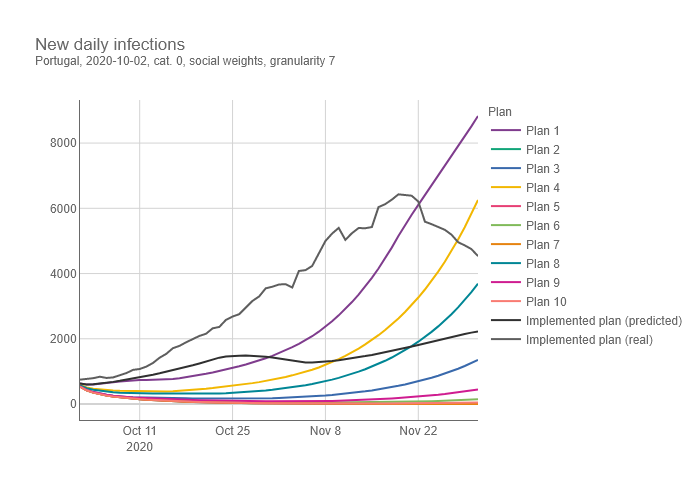 New daily infections
Portugal, 2020-10-02, cat. 0, social weights, granularity 7
Plan
Plan 1
Plan 2
Plan 3
Plan 4
Plan 5
Plan 6
Plan 7
Plan 8
Plan 9
Plan 10
Implemented plan (predicted)
Implemented plan (real)
8000
6000
4000
2000
0
Oct 11
2020
Oct 25
Nov 8
Nov 22